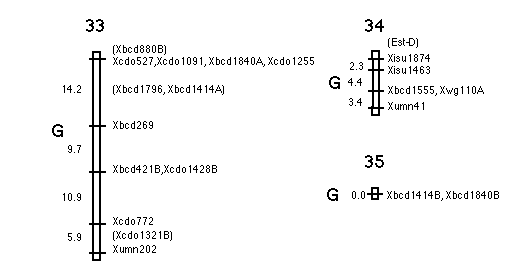 33
(Xbcd880B)
Xcdo527,Xcdo1091,Xbcd1840A,Xcdo1255
14.2
(Xbcd1796, Xbcd1414A)
G
Xbcd269
9.7
Xbcd421B,Xcdo1428B
10.9
Xcdo772
5.9
(Xcdo1321B)
Xumn202
34
(Est-D)
Xisu1874
2.3
Xisu1463
G
4.4
Xbcd1555, Xwg110A
3.4
Xumn41
35
G
0.0
Xbcd1414B, Xbcd1840B